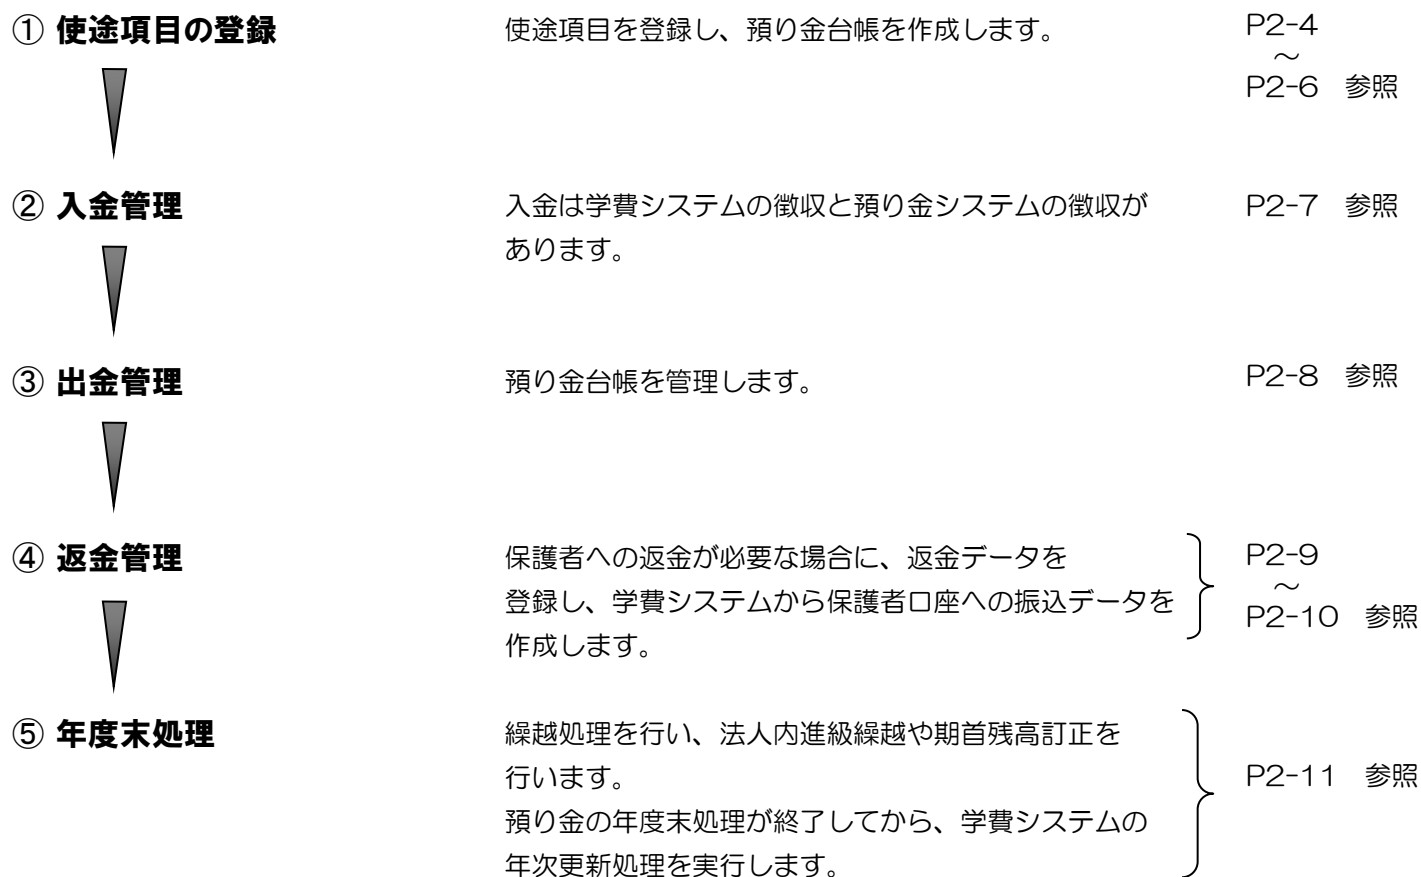 ① 使途項目の登録
使途項目を登録し、預り金台帳を作成します。
P2-4
～
P2-6　参照
② 入金管理
入金は学費システムの徴収と預り金システムの徴収が
あります。
P2-7　参照
③ 出金管理
預り金台帳を管理します。
P2-8　参照
④ 返金管理
保護者への返金が必要な場合に、返金データを
登録し、学費システムから保護者口座への振込データを
作成します。
P2-9
～
P2-10　参照
⑤ 年度末処理
繰越処理を行い、法人内進級繰越や期首残高訂正を
行います。
預り金の年度末処理が終了してから、学費システムの
年次更新処理を実行します。
P2-11　参照